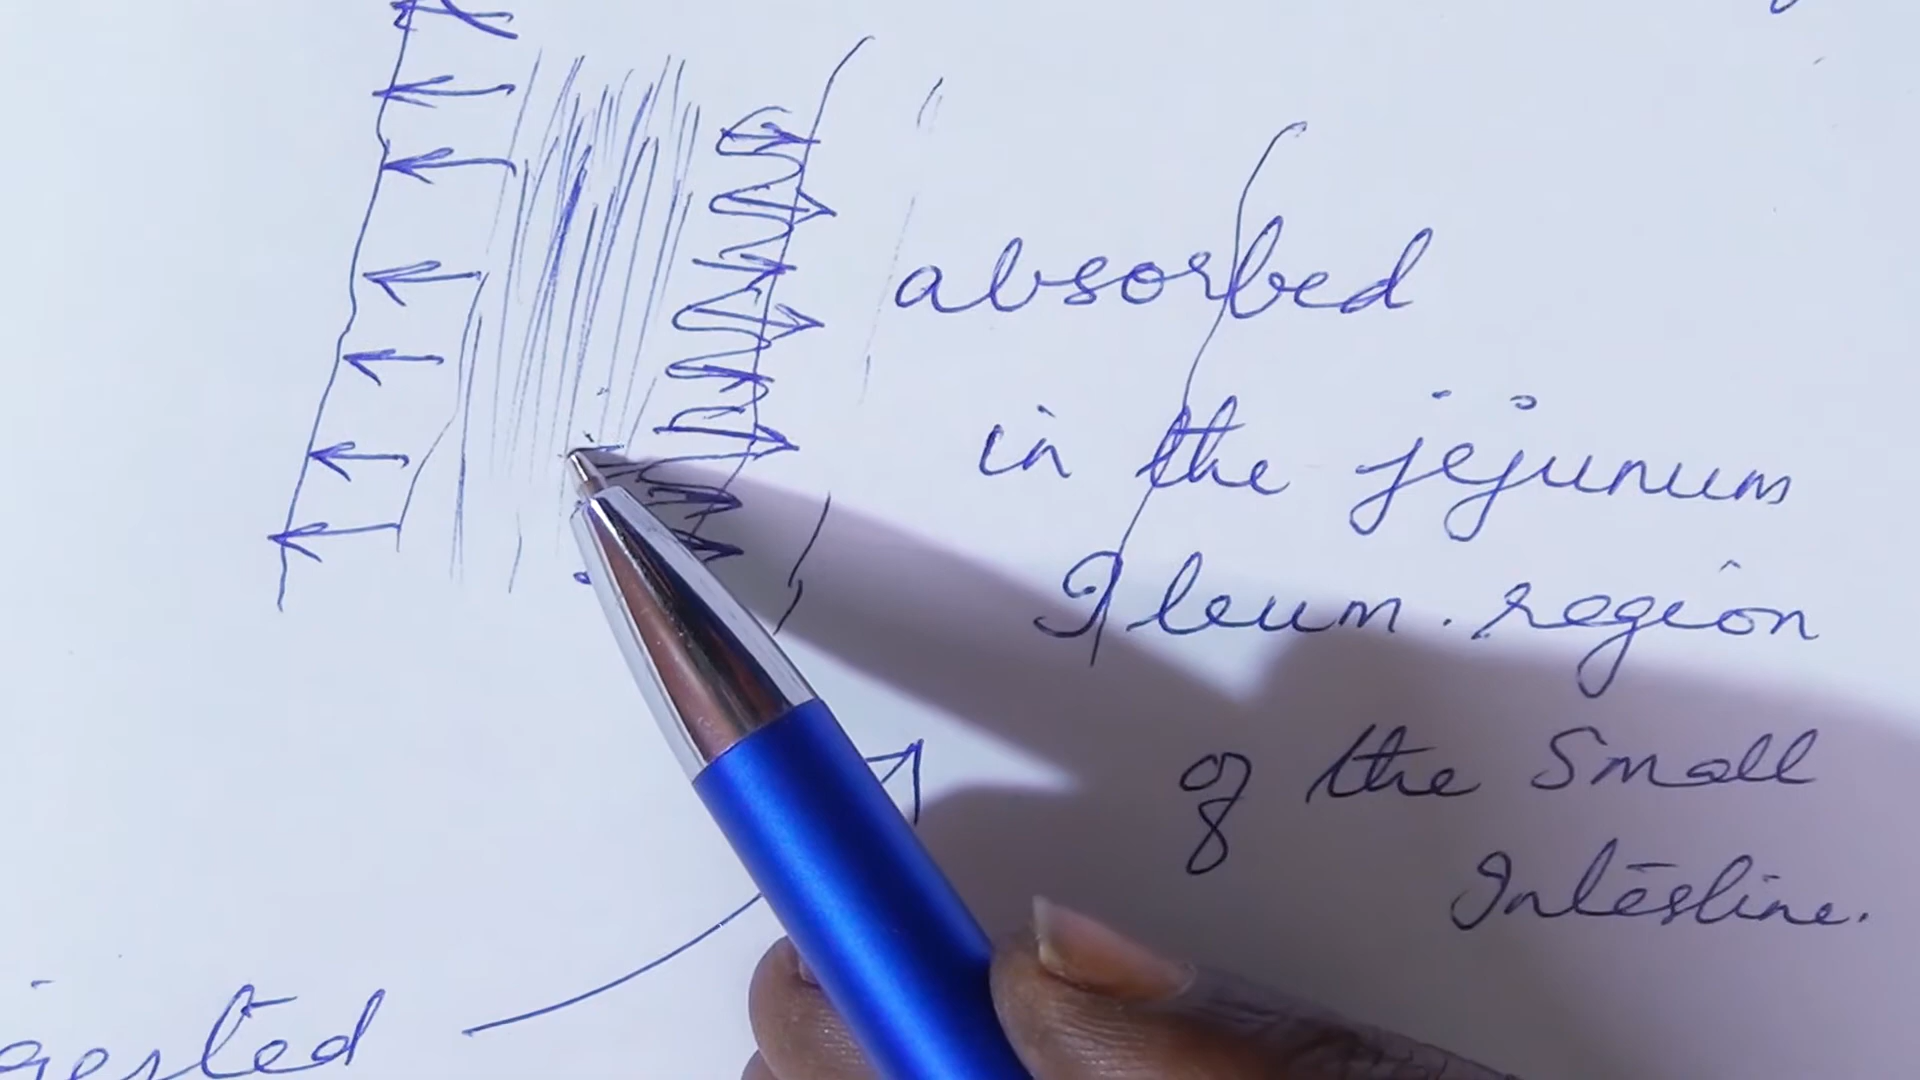 absorbed
in the jejunum
Ileum. region
of the Small
Intestine.
gested